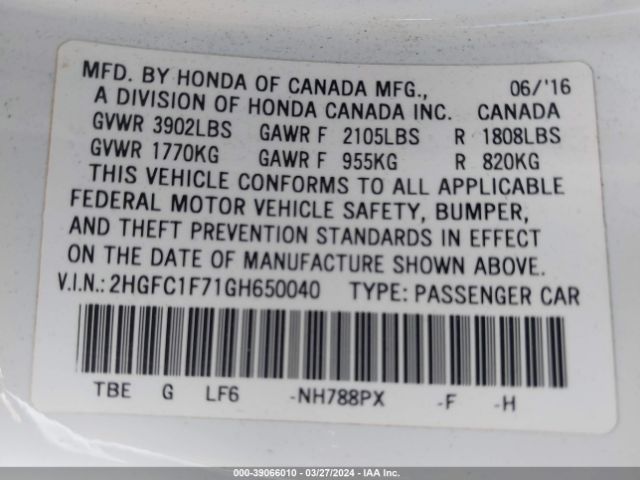 MFD. BY HONDA OF CANADA MFG., 06/'16
A DIVISION OF HONDA CANADA INC. CANADA
GVWR 3902LBS GAWR F 2105LBS R 1808LBS
GVWR 1770KG GAWR F 955KG R 820KG
THIS VEHICLE CONFORMS TO ALL APPLICABLE
FEDERAL MOTOR VEHICLE SAFETY, BUMPER,
AND THEFT PREVENTION STANDARDS IN EFFECT
ON THE DATE OF MANUFACTURE SHOWN ABOVE.
V.I.N.: 2HGFC1F71GH650040 TYPE: PASSENGER CAR
TBE G LF6 -NH788PX -F -H
000-39066010 - 03/27/2024 - IAA Inc.